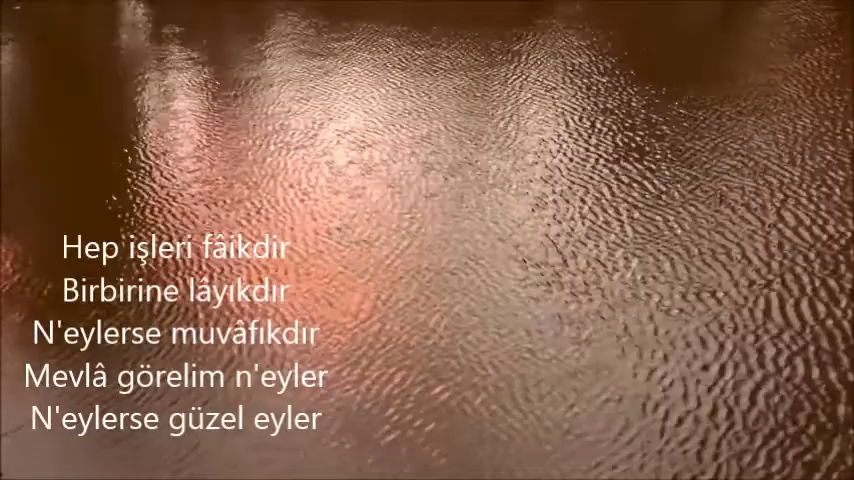 Hep işleri fâikdir
Birbirine lâyıkdır
N'eylerse muvâfıkdır
Mevlâ görelim n'eyler
N'eylerse güzel eyler